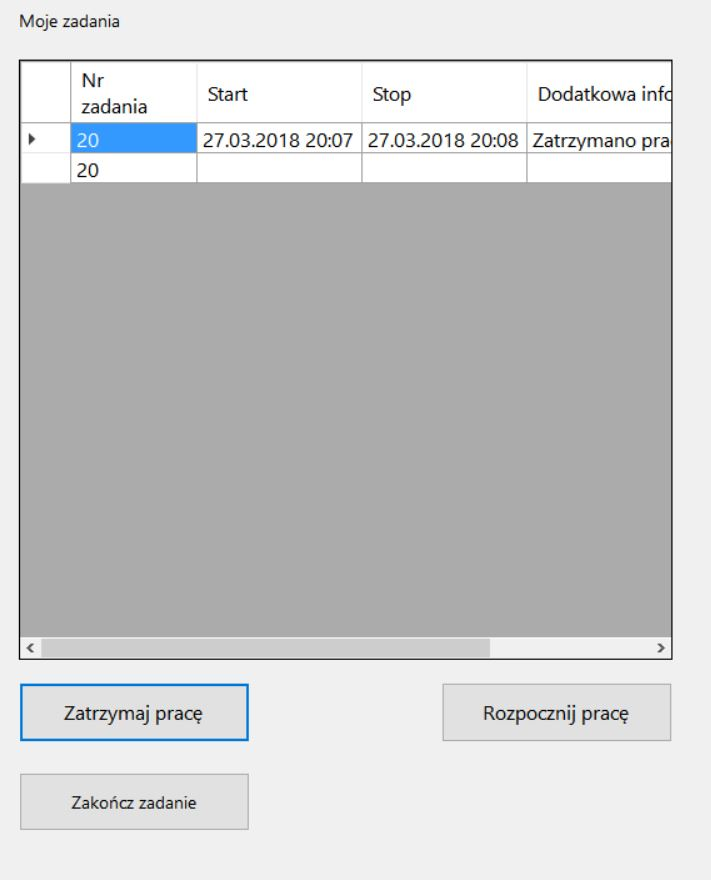 Moje zadania
Nr zadania Start Stop Dodatkowa info
20 27.03.2018 20:07 27.03.2018 20:08 Zatrzymano pra
20
Zatrzymaj pracę Rozpocznij pracę
Zakończ zadanie